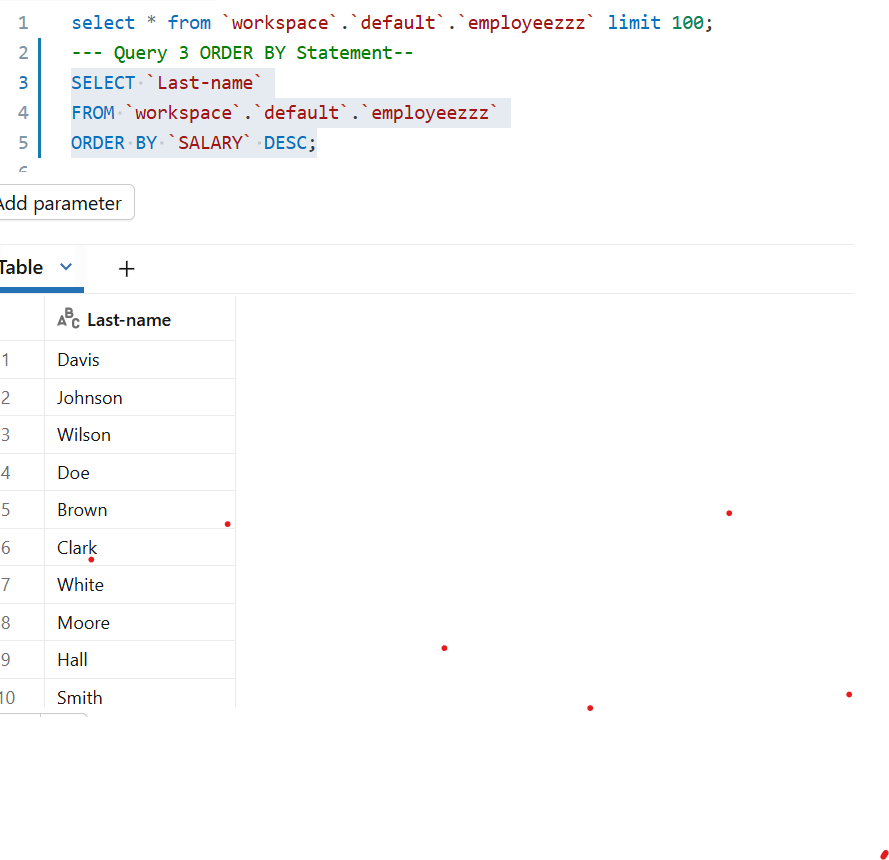 1 select * from `workspace`.`default`.`employeezzz` limit 100;
2 --- Query 3 ORDER BY Statement--
3 SELECT `Last-name`
4 FROM `workspace`.`default`.`employeezzz`
5 ORDER BY `SALARY` DESC;
Add parameter
Table +
ABC Last-name
1 Davis
2 Johnson
3 Wilson
4 Doe
5 Brown
6 Clark
7 White
8 Moore
9 Hall
10 Smith